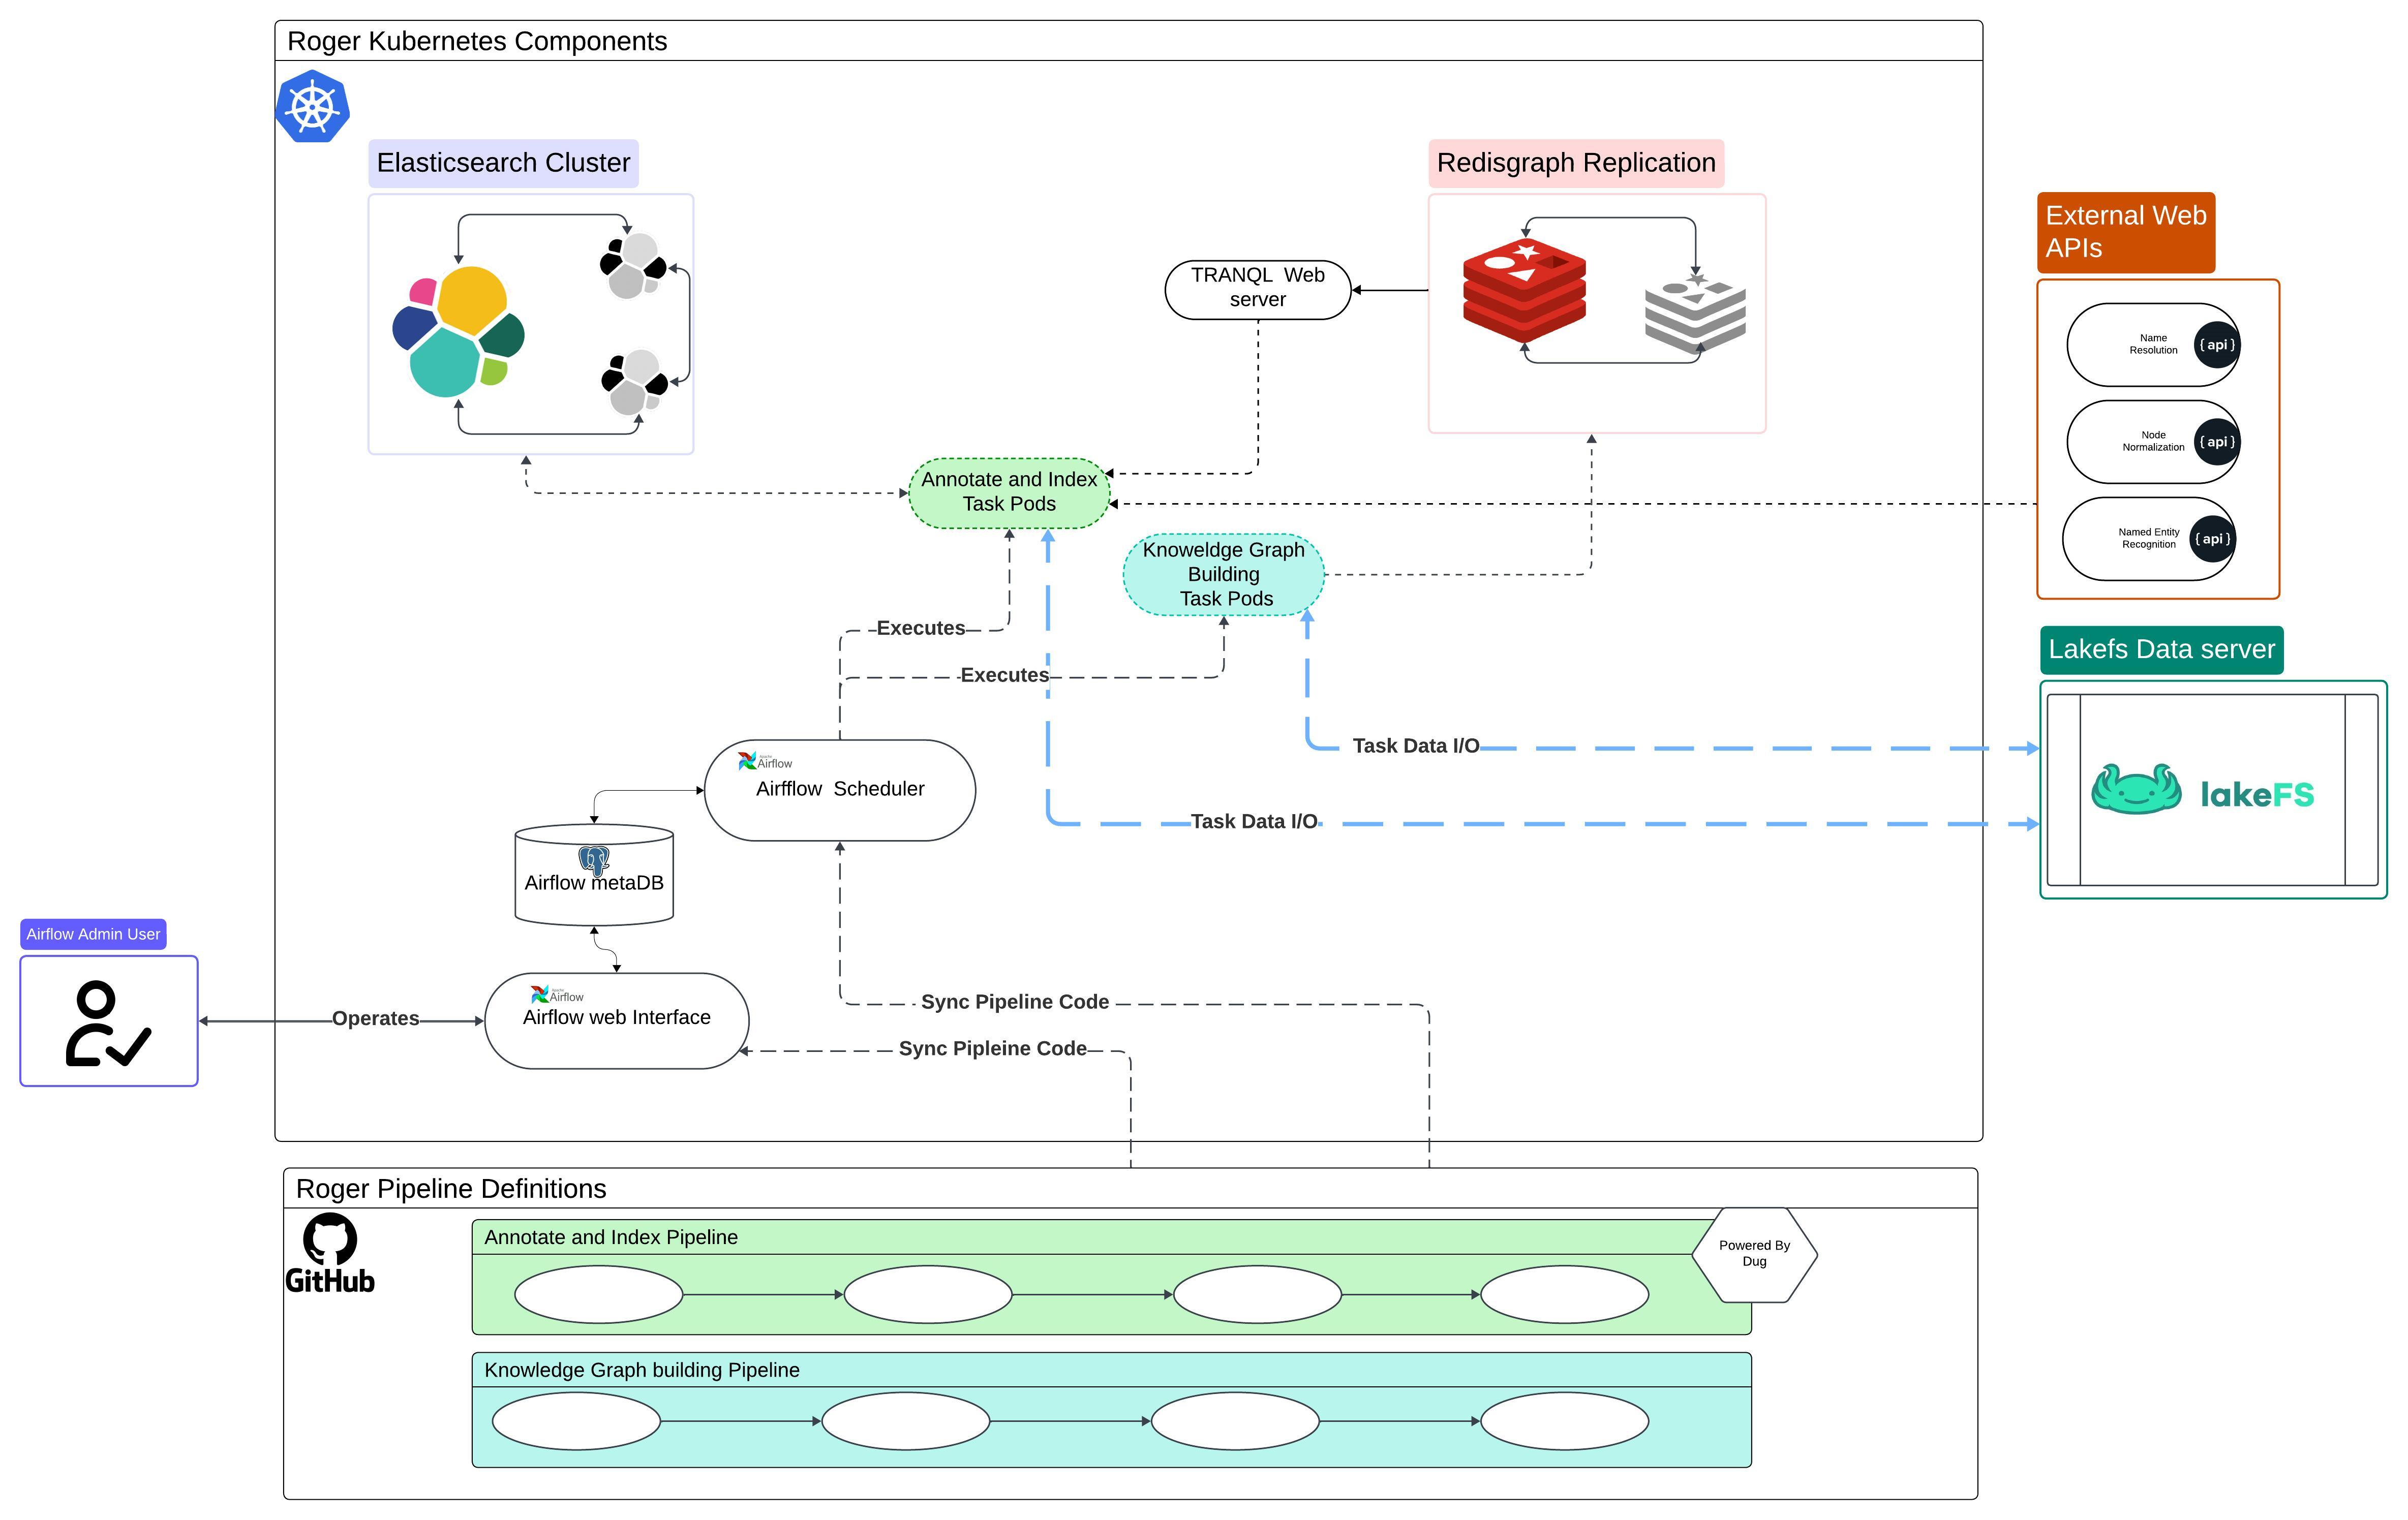 Roger Kubernetes Components
Elasticsearch Cluster
Redisgraph Replication
External Web
APIs
TRANQL  Web
server
Name
Resolution
{ api }
Node
Normalization
{ api }
Named Entity
Recognition
{ api }
Annotate and Index
Task Pods
Knoweldge Graph
Building
Task Pods
Executes
Executes
Lakefs Data server
lakeFS
Task Data I/O
Task Data I/O
Apache
Airflow
Airfflow  Scheduler
Airflow metaDB
Airflow Admin User
Operates
Apache
Airflow
Airflow web Interface
Sync Pipeline Code
Sync Pipleine Code
Roger Pipeline Definitions
GitHub
Annotate and Index Pipeline
Powered By
Dug
Knowledge Graph building Pipeline